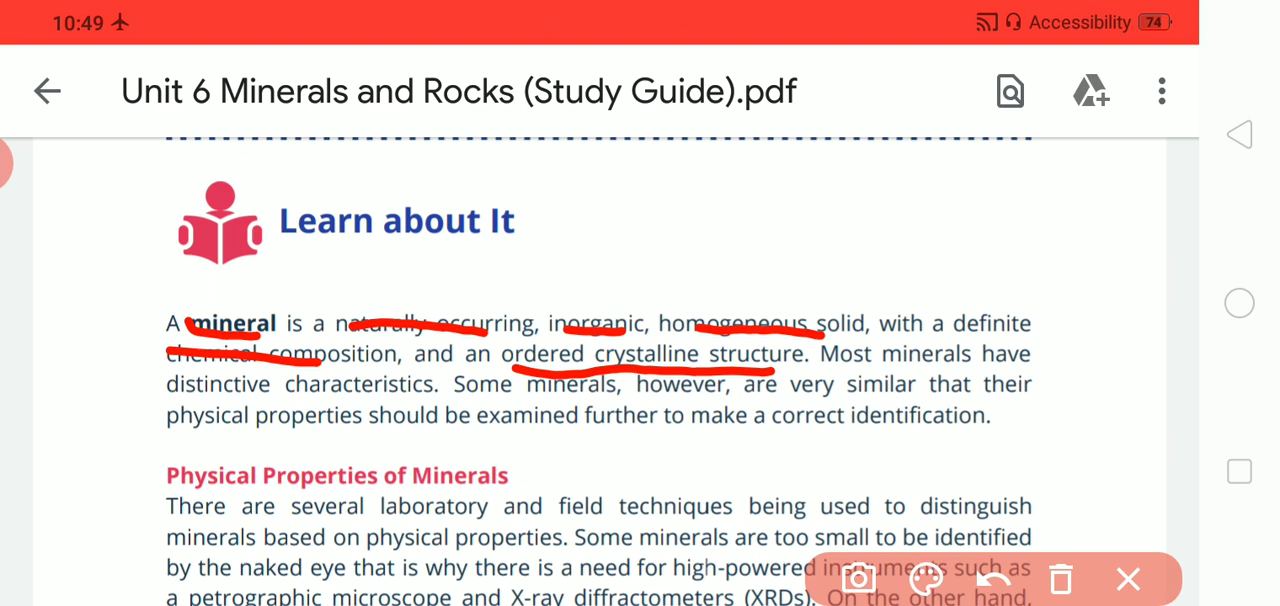 10:49
Accessibility 74
Unit 6 Minerals and Rocks (Study Guide).pdf
Learn about It
A mineral is a naturally occurring, inorganic, homogeneous solid, with a definite
chemical composition, and an ordered crystalline structure. Most minerals have
distinctive characteristics. Some minerals, however, are very similar that their
physical properties should be examined further to make a correct identification.
Physical Properties of Minerals
There are several laboratory and field techniques being used to distinguish
minerals based on physical properties. Some minerals are too small to be identified
by the naked eye that is why there is a need for high-powered instruments such as
a petrographic microscope and X-ray diffractometers (XRDs). On the other hand,